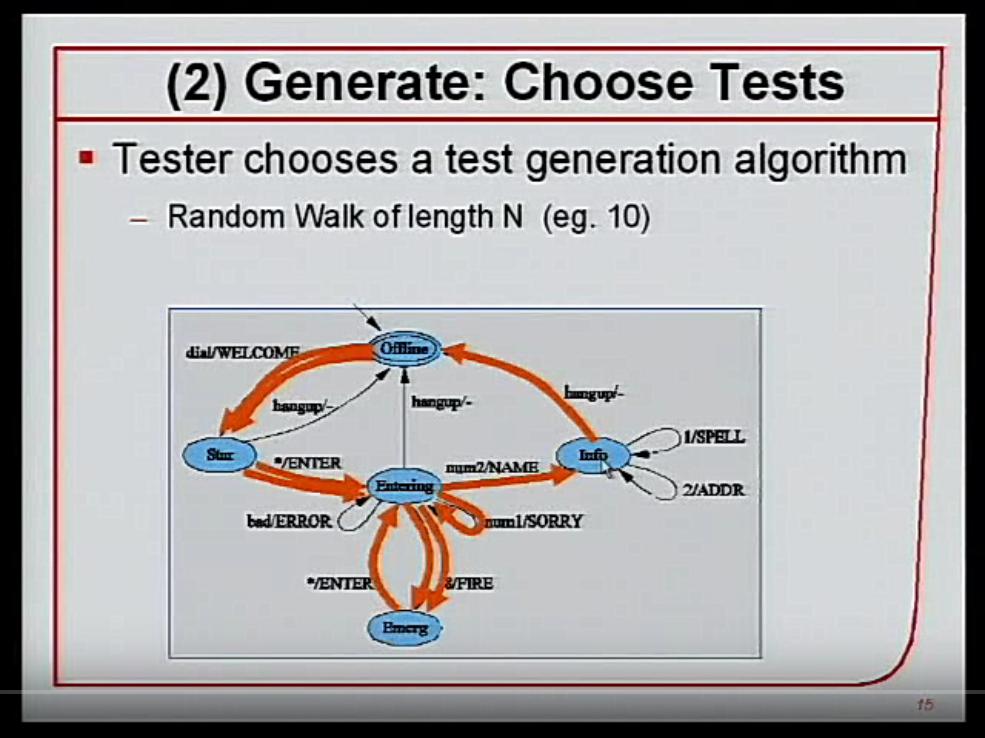 (2) Generate: Choose Tests
Tester chooses a test generation algorithm
– Random Walk of length N (eg. 10)
Offline
dial/WELCOME
hangup/-
hangup/-
hangup/-
Star
*/ENTER
num2/NAME
Info
1/SPELL
Entering
2/ADDR
bad/ERROR
num1/SORRY
*/ENTER
8/FIRE
Emerg
15